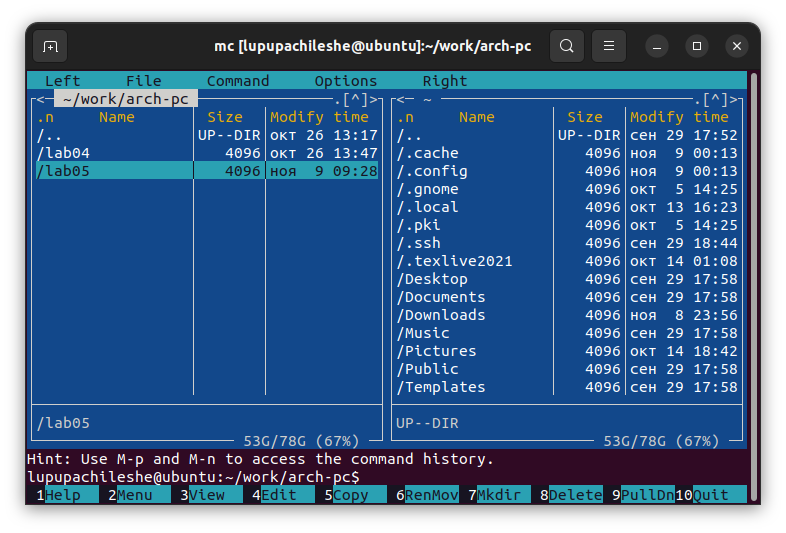 mc [lupupachileshe@ubuntu]:~/work/arch-pc
Left File Command Options Right
<─ ~/work/arch-pc ─.[^]>
.n Name Size Modify time
/.. UP--DIR окт 26 13:17
/lab04 4096 окт 26 13:47
/lab05 4096 ноя 9 09:28
/lab05
53G/78G (67%)
<─ ~ ─.[^]>
.n Name Size Modify time
/.. UP--DIR сен 29 17:52
/.cache 4096 ноя 9 00:13
/.config 4096 ноя 9 00:13
/.gnome 4096 окт 5 14:25
/.local 4096 окт 13 16:23
/.pki 4096 окт 5 14:25
/.ssh 4096 сен 29 18:44
/.texlive2021 4096 окт 14 01:08
/Desktop 4096 сен 29 17:58
/Documents 4096 сен 29 17:58
/Downloads 4096 ноя 8 23:56
/Music 4096 сен 29 17:58
/Pictures 4096 окт 14 18:42
/Public 4096 сен 29 17:58
/Templates 4096 сен 29 17:58
UP--DIR
53G/78G (67%)
Hint: Use M-p and M-n to access the command history.
lupupachileshe@ubuntu:~/work/arch-pc$
1Help 2Menu 3View 4Edit 5Copy 6RenMov 7Mkdir 8Delete 9PullDn 10Quit